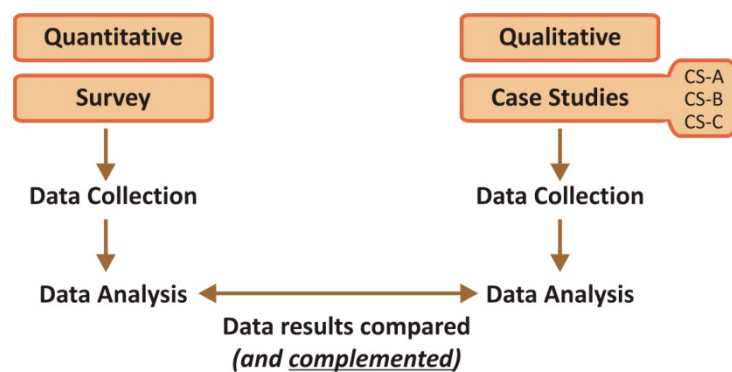 Quantitative
Qualitative
Survey
Case Studies
CS-A
CS-B
CS-C
Data Collection
Data Collection
Data Analysis
Data Analysis
Data results compared
(and complemented)